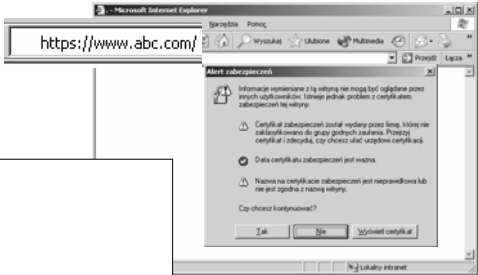 . - Microsoft Internet Explorer
Narzędzia Pomoc
https://www.abc.com/
Wyszukaj Ulubione Multimedia
Przejdź Łącza
Alert zabezpieczeń
Informacje wymieniane z tą witryną nie mogą być oglądane przez
innych użytkowników. Istnieje jednak problem z certyfikatem
zabezpieczeń tej witryny.
Certyfikat zabezpieczeń został wydany przez firmę, której nie
zaklasyfikowano do grupy godnych zaufania. Przejrzyj
certyfikat i zdecyduj, czy chcesz ufać urzędowi certyfikacji.
Data certyfikatu zabezpieczeń jest ważna.
Nazwa na certyfikacie zabezpieczeń jest nieprawidłowa lub
nie jest zgodna z nazwą witryny.
Czy chcesz kontynuować?
Tak Nie Wyświetl certyfikat
Lokalny intranet